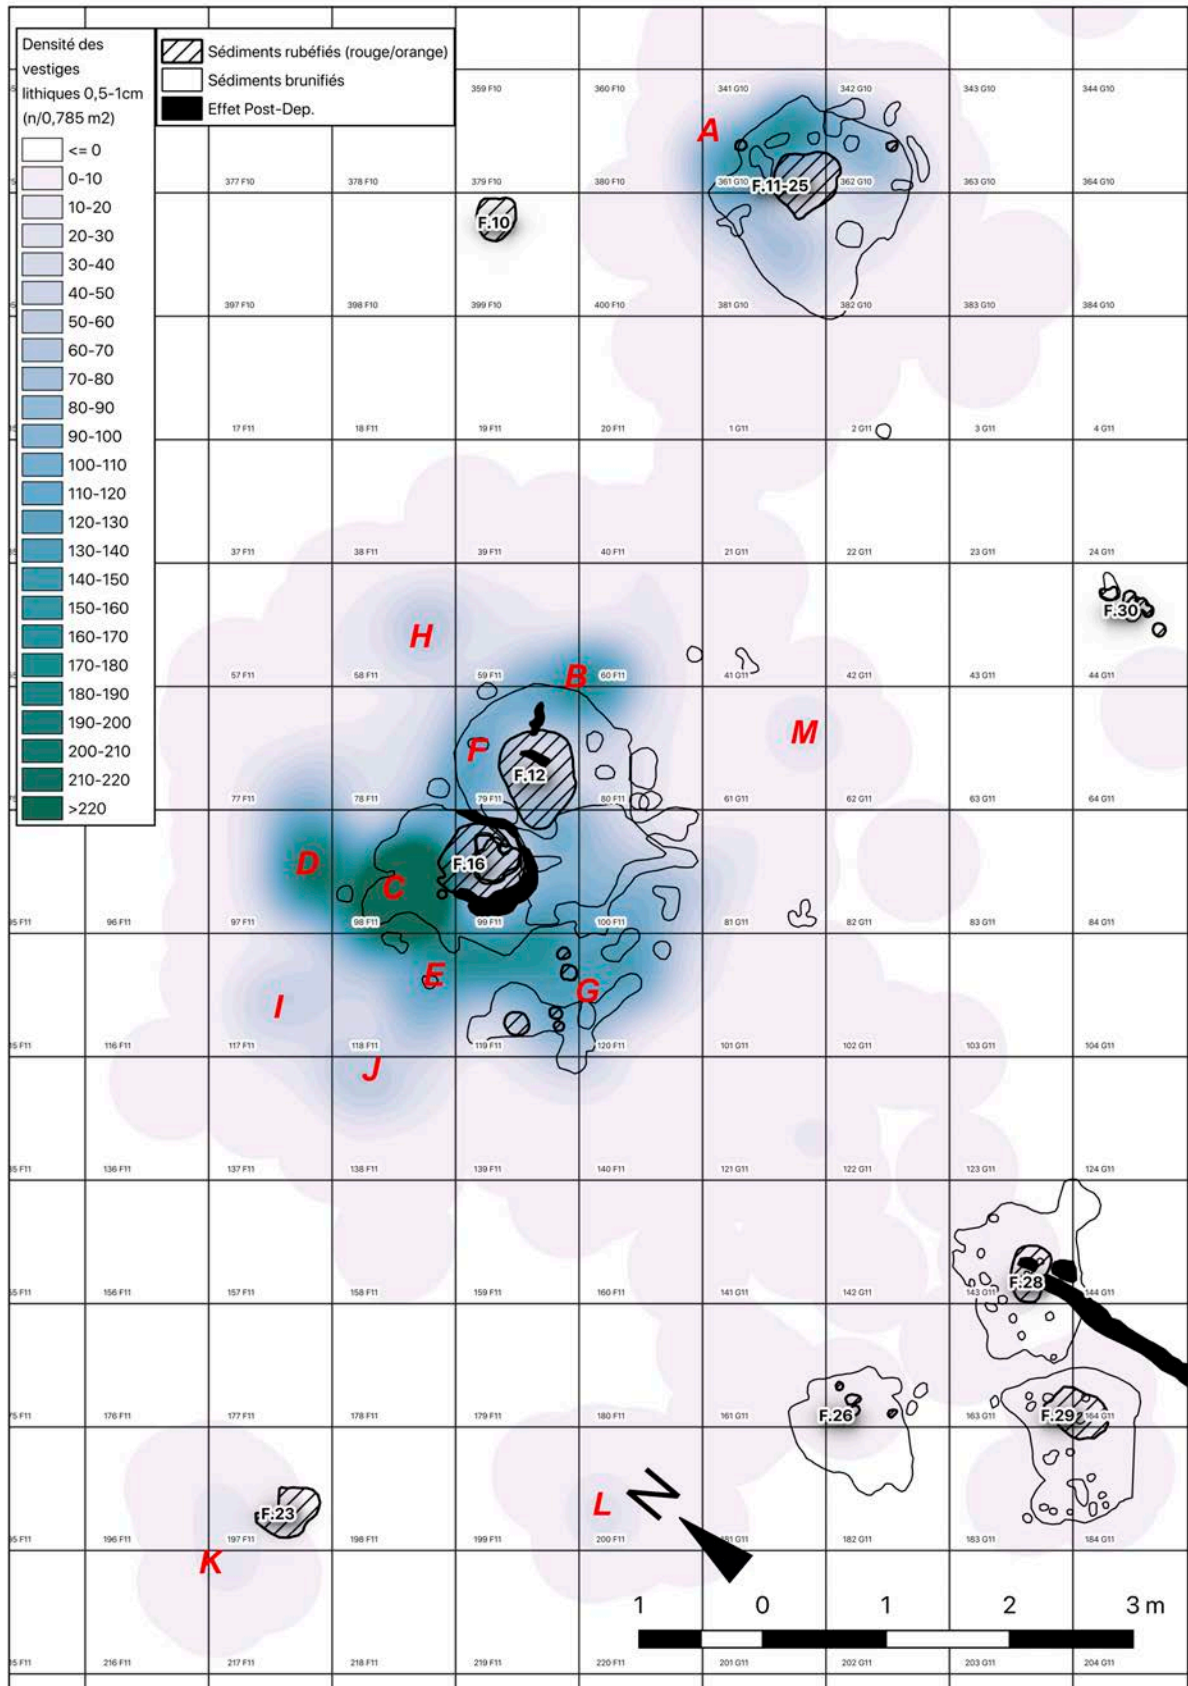 Densité des
vestiges
lithiques 0,5-1cm
(n/0,785 m2)
<= 0
0-10
10-20
20-30
30-40
40-50
50-60
60-70
70-80
80-90
90-100
100-110
110-120
120-130
130-140
140-150
150-160
160-170
170-180
180-190
190-200
200-210
210-220
>220
Sédiments rubéfiés (rouge/orange)
Sédiments brunifiés
Effet Post-Dep.
359 F10 360 F10 341 G10 342 G10 343 G10 344 G10
A
377 F10 378 F10 379 F10 380 F10 361 G10 362 G10 363 G10 364 G10
F.11-25
F.10
397 F10 398 F10 399 F10 400 F10 381 G10 382 G10 383 G10 384 G10
17 F11 18 F11 19 F11 20 F11 1 G11 2 G11 3 G11 4 G11
37 F11 38 F11 39 F11 40 F11 21 G11 22 G11 23 G11 24 G11
F.30
H
57 F11 58 F11 59 F11 60 F11 41 G11 42 G11 43 G11 44 G11
B
M
F
F.12
77 F11 78 F11 79 F11 80 F11 61 G11 62 G11 63 G11 64 G11
D
F.16
C
95 F11 96 F11 97 F11 98 F11 99 F11 100 F11 81 G11 82 G11 83 G11 84 G11
E
G
I
116 F11 117 F11 118 F11 119 F11 120 F11 101 G11 102 G11 103 G11 104 G11
J
136 F11 137 F11 138 F11 139 F11 140 F11 121 G11 122 G11 123 G11 124 G11
F.28
156 F11 157 F11 158 F11 159 F11 160 F11 141 G11 142 G11 143 G11 144 G11
F.26 F.29
176 F11 177 F11 178 F11 179 F11 180 F11 161 G11 163 G11 164 G11
L
N
F.23
196 F11 197 F11 198 F11 199 F11 200 F11 181 G11 182 G11 184 G11
K
1 0 1 2 3 m
216 F11 217 F11 218 F11 219 F11 220 F11 201 G11 202 G11 203 G11 204 G11